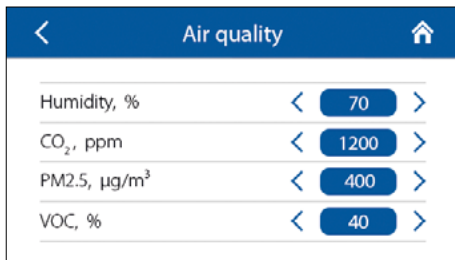 Air quality
Humidity, % 70
CO₂, ppm 1200
PM2.5, μg/m³ 400
VOC, % 40